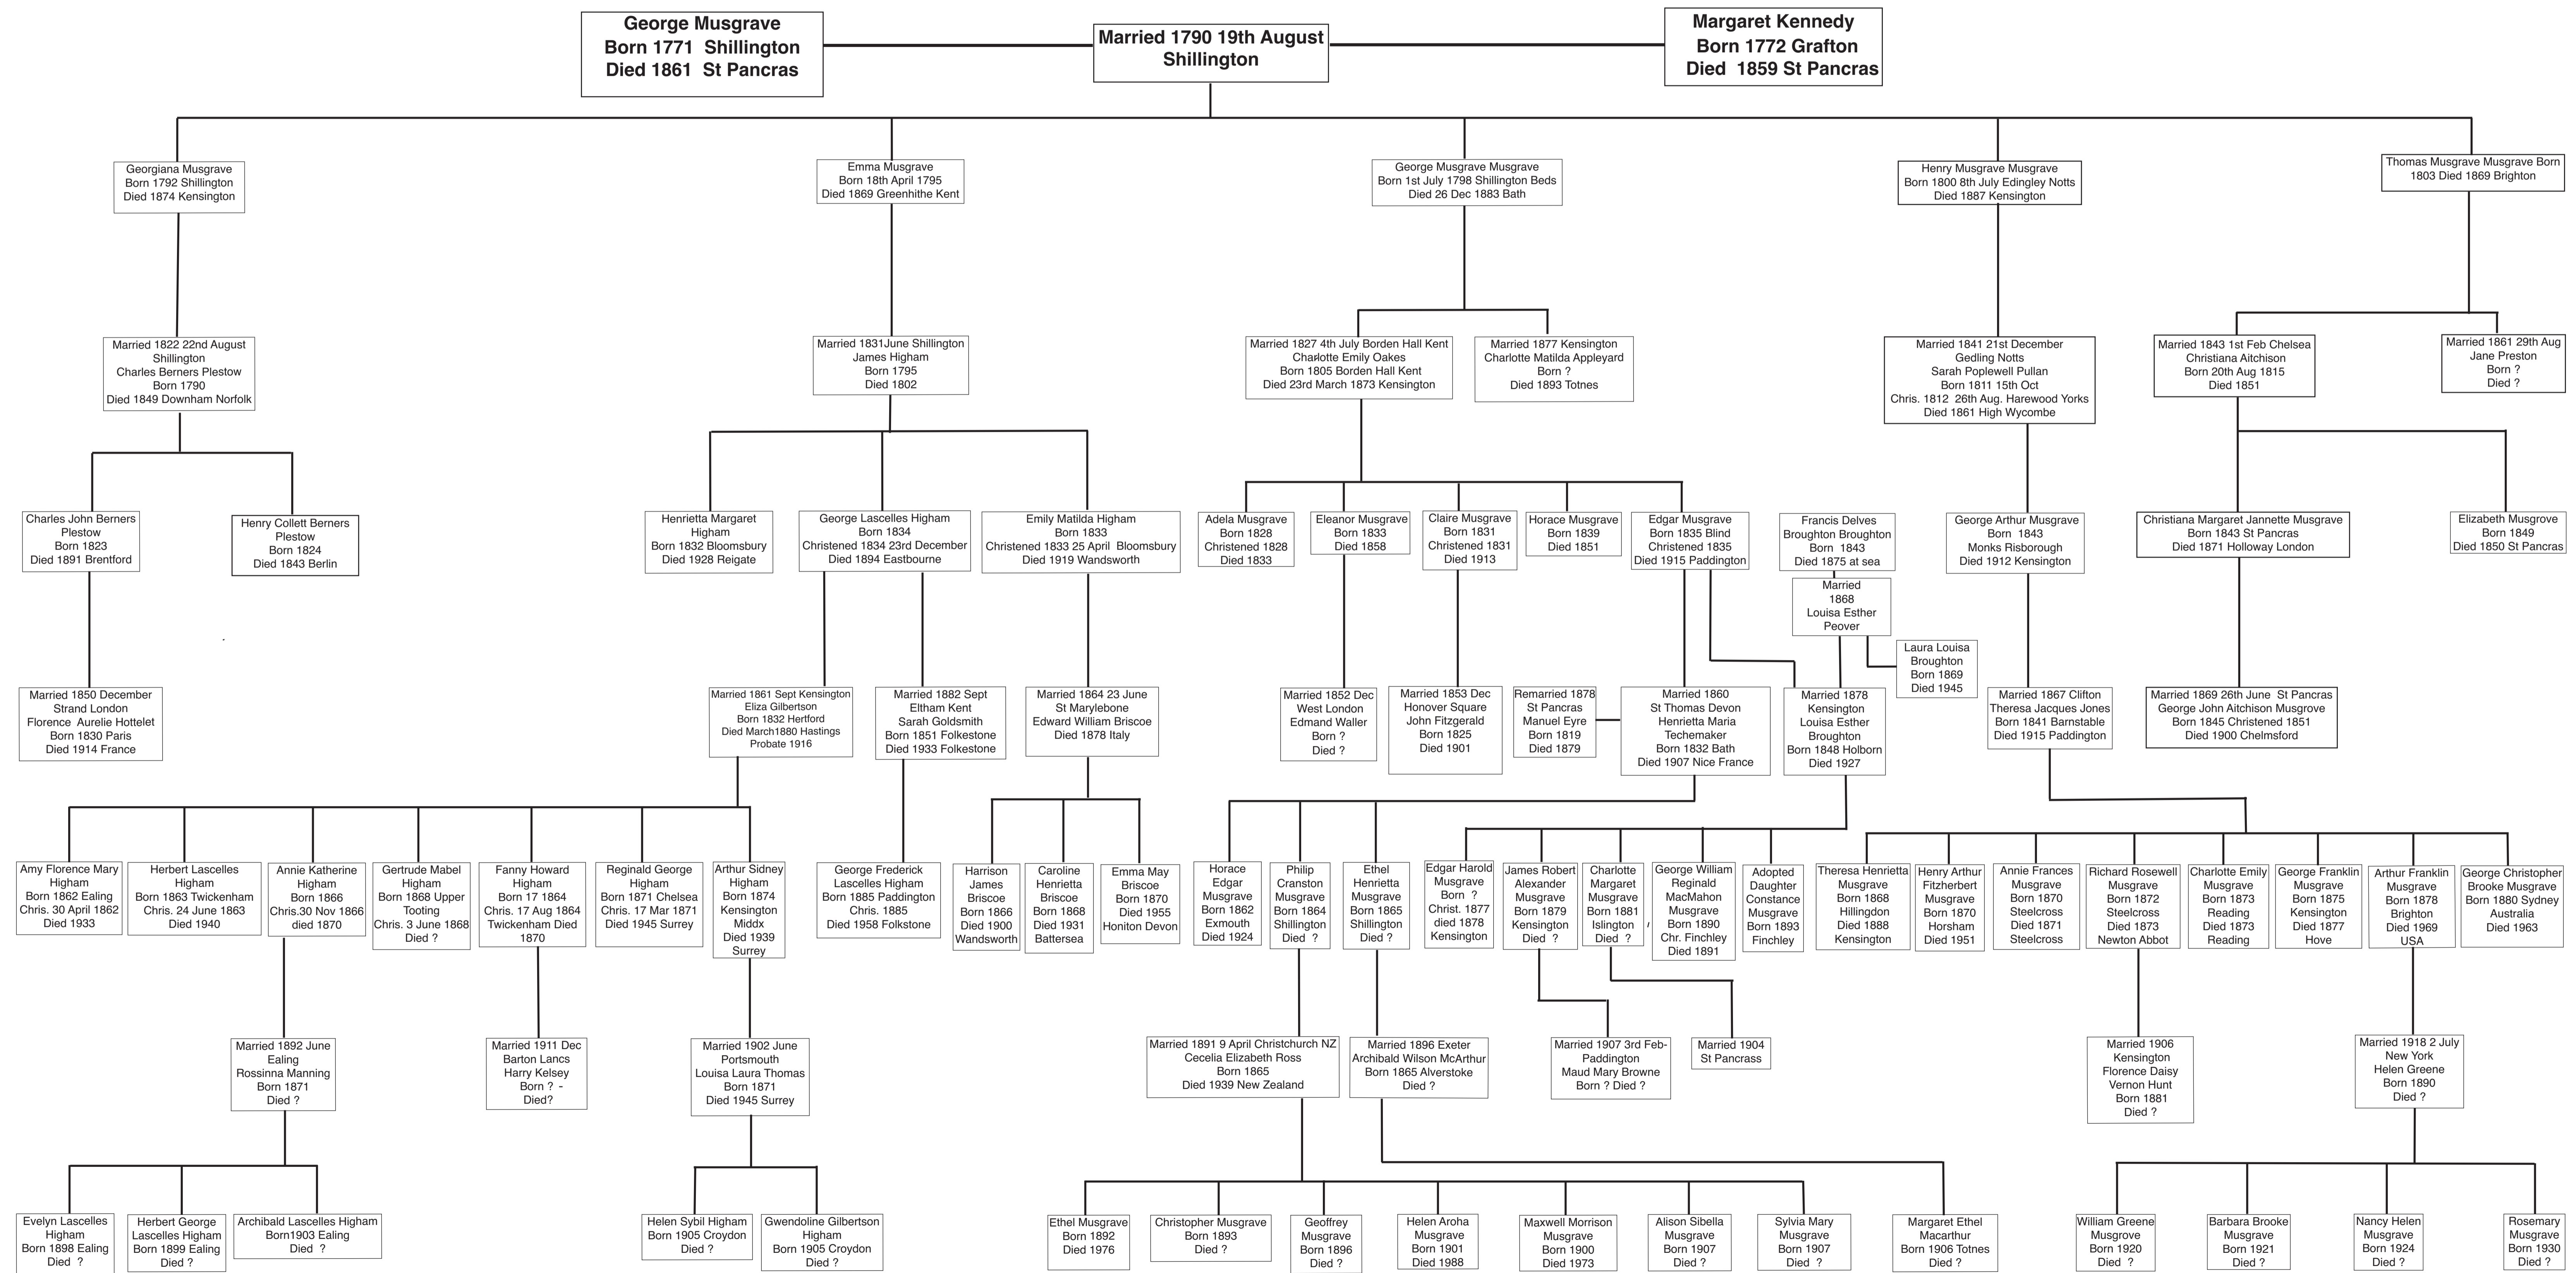 George Musgrave
Born 1771 Shillington
Died 1861 St Pancras
Married 1790 19th August
Shillington
Margaret Kennedy
Born 1772 Grafton
Died 1859 St Pancras
Georgiana Musgrave
Born 1792 Shillington
Died 1874 Kensington
Emma Musgrave
Born 18th April 1795
Died 1869 Greenhithe Kent
George Musgrave Musgrave
Born 1st July 1798 Shillington Beds
Died 26 Dec 1883 Bath
Henry Musgrave Musgrave
Born 1800 8th July Edingley Notts
Died 1887 Kensington
Thomas Musgrave Musgrave Born
1803 Died 1869 Brighton
Married 1822 22nd August
Shillington
Charles Berners Plestow
Born 1790
Died 1849 Downham Norfolk
Married 1831June Shillington
James Higham
Born 1795
Died 1802
Married 1827 4th July Borden Hall Kent
Charlotte Emily Oakes
Born 1805 Borden Hall Kent
Died 23rd March 1873 Kensington
Married 1877 Kensington
Charlotte Matilda Appleyard
Born ?
Died 1893 Totnes
Married 1841 21st December
Gedling Notts
Sarah Poplewell Pullan
Born 1811 15th Oct
Chris. 1812 26th Aug. Harewood Yorks
Died 1861 High Wycombe
Married 1843 1st Feb Chelsea
Christiana Aitchison
Born 20th Aug 1815
Died 1851
Married 1861 29th Aug
Jane Preston
Born ?
Died ?
Charles John Berners
Plestow
Born 1823
Died 1891 Brentford
Henry Collett Berners
Plestow
Born 1824
Died 1843 Berlin
Henrietta Margaret
Higham
Born 1832 Bloomsbury
Died 1928 Reigate
George Lascelles Higham
Born 1834
Christened 1834 23rd December
Died 1894 Eastbourne
Emily Matilda Higham
Born 1833
Christened 1833 25 April Bloomsbury
Died 1919 Wandsworth
Adela Musgrave
Born 1828
Christened 1828
Died 1833
Eleanor Musgrave
Born 1833
Died 1858
Claire Musgrave
Born 1831
Christened 1831
Died 1913
Horace Musgrave
Born 1839
Died 1851
Edgar Musgrave
Born 1835 Blind
Christened 1835
Died 1915 Paddington
Francis Delves
Broughton Broughton
Born 1843
Died 1875 at sea
Married
1868
Louisa Esther
Peover
Laura Louisa
Broughton
Born 1869
Died 1945
George Arthur Musgrave
Born 1843
Monks Risborough
Died 1912 Kensington
Christiana Margaret Jannette Musgrave
Born 1843 St Pancras
Died 1871 Holloway London
Elizabeth Musgrove
Born 1849
Died 1850 St Pancras
Married 1850 December
Strand London
Florence Aurelie Hottelet
Born 1830 Paris
Died 1914 France
Married 1861 Sept Kensington
Eliza Gilbertson
Born 1832 Hertford
Died March1880 Hastings
Probate 1916
Married 1882 Sept
Eltham Kent
Sarah Goldsmith
Born 1851 Folkestone
Died 1933 Folkestone
Married 1864 23 June
St Marylebone
Edward William Briscoe
Died 1878 Italy
Married 1852 Dec
West London
Edmand Waller
Born ?
Died ?
Married 1853 Dec
Honover Square
John Fitzgerald
Born 1825
Died 1901
Remarried 1878
St Pancras
Manuel Eyre
Born 1819
Died 1879
Married 1860
St Thomas Devon
Henrietta Maria
Techemaker
Born 1832 Bath
Died 1907 Nice France
Married 1878
Kensington
Louisa Esther
Broughton
Born 1848 Holborn
Died 1927
Married 1867 Clifton
Theresa Jacques Jones
Born 1841 Barnstable
Died 1915 Paddington
Married 1869 26th June St Pancras
George John Aitchison Musgrove
Born 1845 Christened 1851
Died 1900 Chelmsford
Amy Florence Mary
Higham
Born 1862 Ealing
Chris. 30 April 1862
Died 1933
Herbert Lascelles
Higham
Born 1863 Twickenham
Chris. 24 June 1863
Died 1940
Annie Katherine
Higham
Born 1866
Chris.30 Nov 1866
died 1870
Gertrude Mabel
Higham
Born 1868 Upper
Tooting
Chris. 3 June 1868
Died ?
Fanny Howard
Higham
Born 17 1864
Chris. 17 Aug 1864
Twickenham Died
1870
Reginald George
Higham
Born 1871 Chelsea
Chris. 17 Mar 1871
Died 1945 Surrey
Arthur Sidney
Higham
Born 1874
Kensington
Middx
Died 1939
Surrey
George Frederick
Lascelles Higham
Born 1885 Paddington
Chris. 1885
Died 1958 Folkstone
Harrison
James
Briscoe
Born 1866
Died 1900
Wandsworth
Caroline
Henrietta
Briscoe
Born 1868
Died 1931
Battersea
Emma May
Briscoe
Born 1870
Died 1955
Honiton Devon
Horace
Edgar
Musgrave
Born 1862
Exmouth
Died 1924
Philip
Cranston
Musgrave
Born 1864
Shillington
Died ?
Ethel
Henrietta
Musgrave
Born 1865
Shillington
Died ?
Edgar Harold
Musgrave
Born ?
Christ. 1877
died 1878
Kensington
James Robert
Alexander
Musgrave
Born 1879
Kensington
Died ?
Charlotte
Margaret
Musgrave
Born 1881
Islington
Died ?
George William
Reginald
MacMahon
Musgrave
Born 1890
Chr. Finchley
Died 1891
Adopted
Daughter
Constance
Musgrave
Born 1893
Finchley
Theresa Henrietta
Musgrave
Born 1868
Hillingdon
Died 1888
Kensington
Henry Arthur
Fitzherbert
Musgrave
Born 1870
Horsham
Died 1951
Annie Frances
Musgrave
Born 1870
Steelcross
Died 1871
Steelcross
Richard Rosewell
Musgrave
Born 1872
Steelcross
Died 1873
Newton Abbot
Charlotte Emily
Musgrave
Born 1873
Reading
Died 1873
Reading
George Franklin
Musgrave
Born 1875
Kensington
Died 1877
Hove
Arthur Franklin
Musgrave
Born 1878
Brighton
Died 1969
USA
George Christopher
Brooke Musgrave
Born 1880 Sydney
Australia
Died 1963
Married 1892 June
Ealing
Rossinna Manning
Born 1871
Died ?
Married 1911 Dec
Barton Lancs
Harry Kelsey
Born ? -
Died?
Married 1902 June
Portsmouth
Louisa Laura Thomas
Born 1871
Died 1945 Surrey
Married 1891 9 April Christchurch NZ
Cecelia Elizabeth Ross
Born 1865
Died 1939 New Zealand
Married 1896 Exeter
Archibald Wilson McArthur
Born 1865 Alverstoke
Died ?
Married 1907 3rd Feb-
Paddington
Maud Mary Browne
Born ? Died ?
Married 1904
St Pancrass
Married 1906
Kensington
Florence Daisy
Vernon Hunt
Born 1881
Died ?
Married 1918 2 July
New York
Helen Greene
Born 1890
Died ?
Evelyn Lascelles
Higham
Born 1898 Ealing
Died ?
Herbert George
Lascelles Higham
Born 1899 Ealing
Died ?
Archibald Lascelles Higham
Born1903 Ealing
Died ?
Helen Sybil Higham
Born 1905 Croydon
Died ?
Gwendoline Gilbertson
Higham
Born 1905 Croydon
Died ?
Ethel Musgrave
Born 1892
Died 1976
Christopher Musgrave
Born 1893
Died ?
Geoffrey
Musgrave
Born 1896
Died ?
Helen Aroha
Musgrave
Born 1901
Died 1988
Maxwell Morrison
Musgrave
Born 1900
Died 1973
Alison Sibella
Musgrave
Born 1907
Died ?
Sylvia Mary
Musgrave
Born 1907
Died ?
Margaret Ethel
Macarthur
Born 1906 Totnes
Died ?
William Greene
Musgrave
Born 1920
Died ?
Barbara Brooke
Musgrave
Born 1921
Died ?
Nancy Helen
Musgrave
Born 1924
Died ?
Rosemary
Musgrave
Born 1930
Died ?